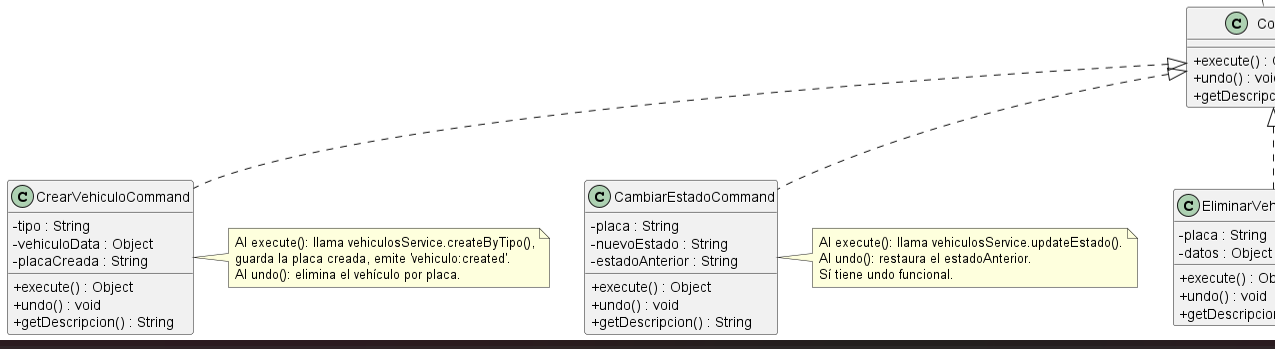 C Co
+execute() :
+undo() : voi
+getDescripc
C CrearVehiculoCommand
-tipo : String
-vehiculoData : Object
-placaCreada : String
+execute() : Object
+undo() : void
+getDescripcion() : String
Al execute(): llama vehiculosService.createByTipo(),
guarda la placa creada, emite 'vehiculo:created'.
Al undo(): elimina el vehículo por placa.
C CambiarEstadoCommand
-placa : String
-nuevoEstado : String
-estadoAnterior : String
+execute() : Object
+undo() : void
+getDescripcion() : String
Al execute(): llama vehiculosService.updateEstado().
Al undo(): restaura el estadoAnterior.
Sí tiene undo funcional.
C EliminarVeh
-placa : String
-datos : Object
+execute() : Ob
+undo() : void
+getDescripcion